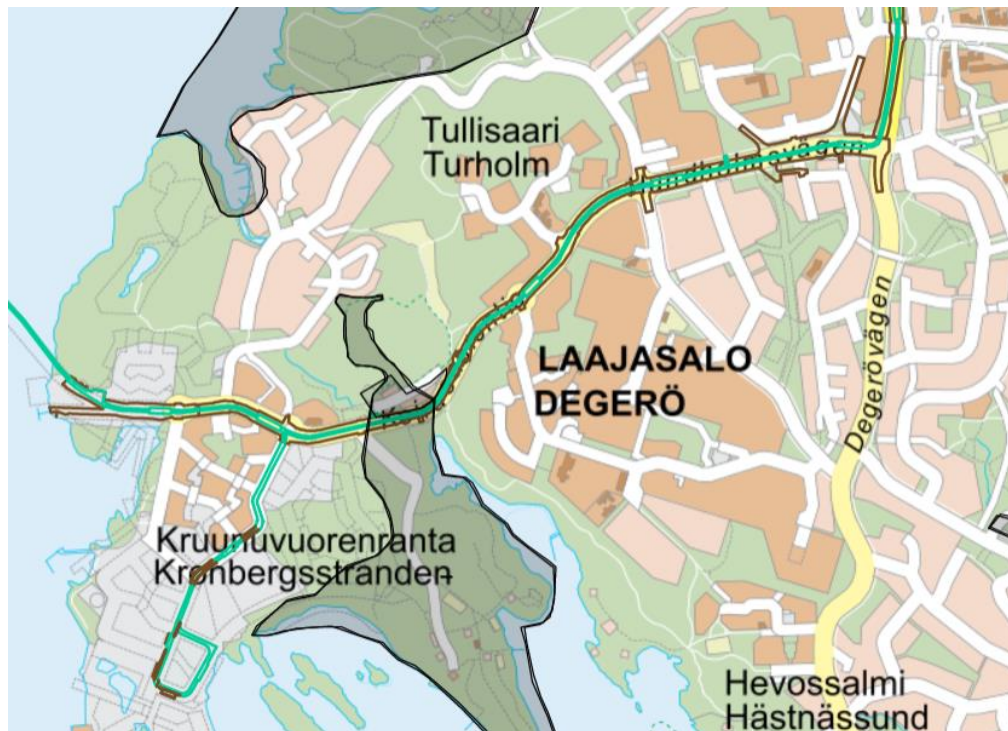 Tullisaari
Turholm
LAAJASALO
DEGERÖ
Degerövägen
Kruunuvuorenranta
Kronbergsstranden
Hevossalmi
Hästnässund